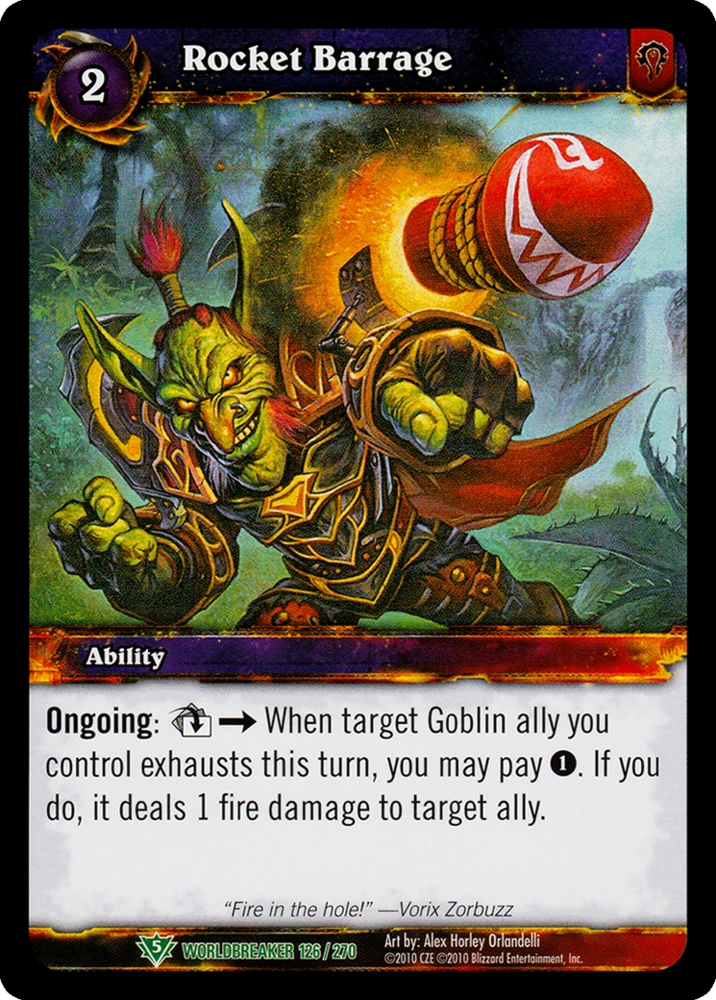 2
Rocket Barrage
Ability
Ongoing: → When target Goblin ally you
control exhausts this turn, you may pay 1. If you
do, it deals 1 fire damage to target ally.
"Fire in the hole!" —Vorix Zorbuzz
5 WORLDBREAKER 126/270
Art by: Alex Horley Orlandelli
©2010 CZE ©2010 Blizzard Entertainment, Inc.